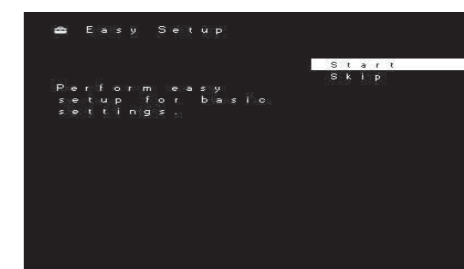 Easy Setup
Start
Skip
Perform easy
setup for basic
settings.